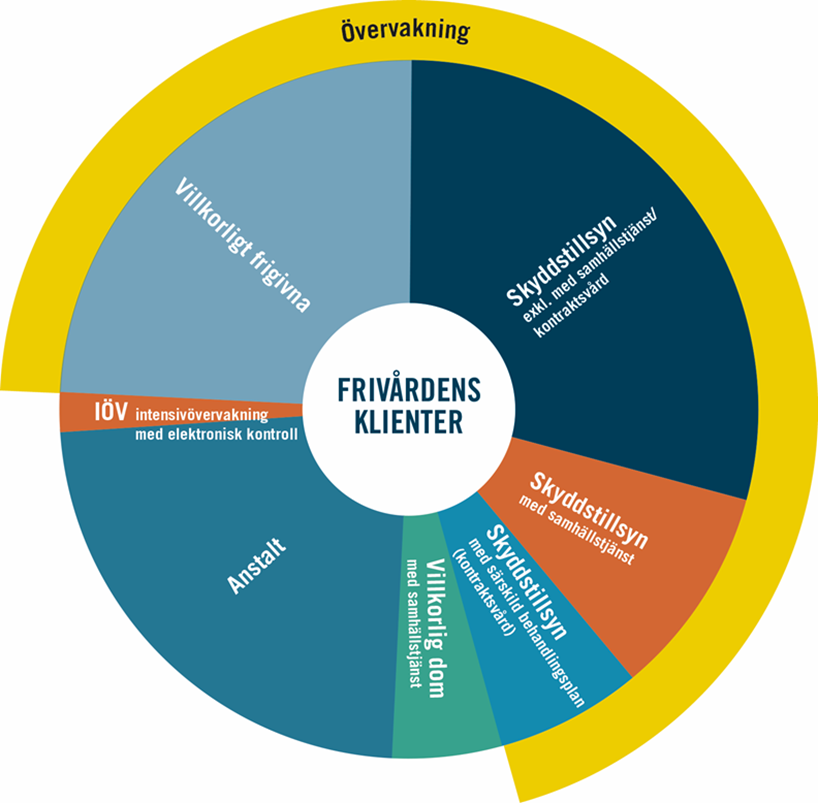 Övervakning
Villkorligt frigivna
Skyddstillsyn
exkl. med samhällstjänst/
kontraktsvård
FRIVÅRDENS
KLIENTER
IÖV intensivövervakning
med elektronisk kontroll
Skyddstillsyn
med samhällstjänst
Skyddstillsyn
med särskild behandlingsplan
(kontraktsvård)
Villkorlig dom
med samhällstjänst
Anstalt